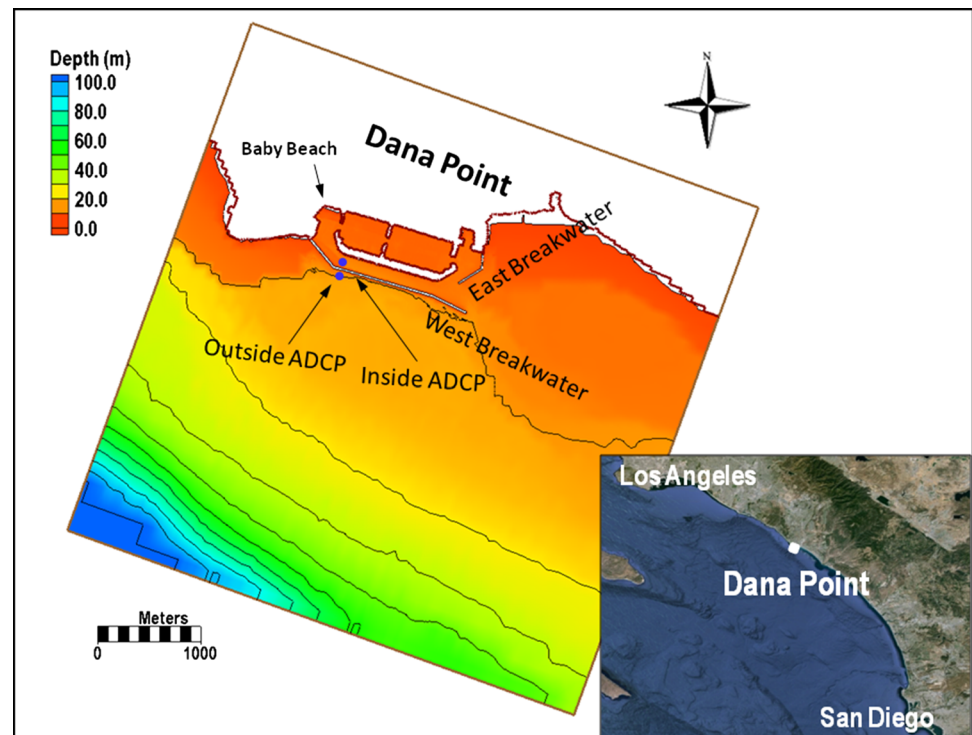 Depth (m)
100.0
80.0
60.0
40.0
20.0
0.0
N
Baby Beach
Dana Point
East Breakwater
West Breakwater
Outside ADCP
Inside ADCP
Meters
0
1000
Los Angeles
Dana Point
San Diego